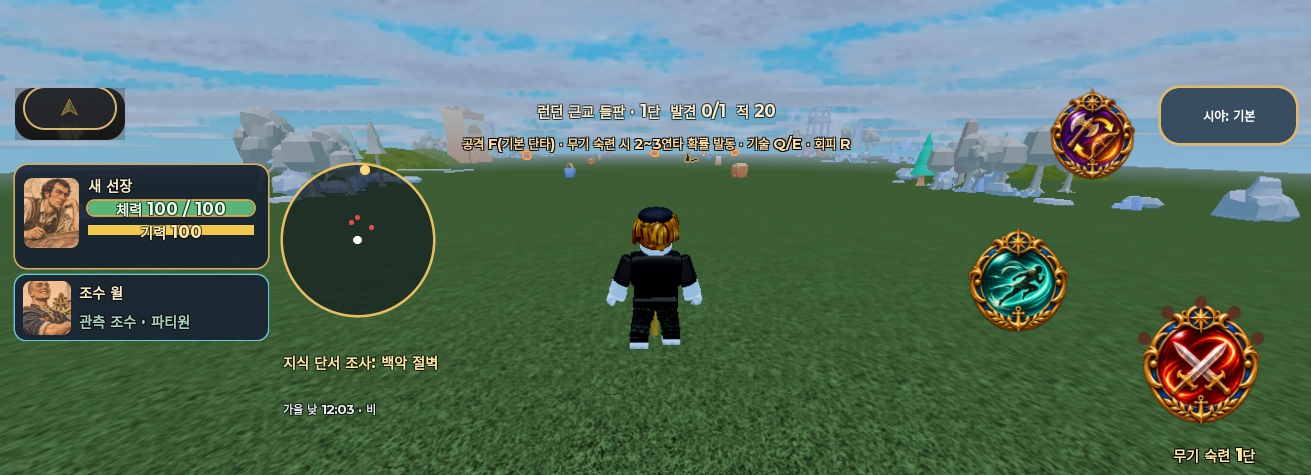 런던 근교 들판 · 1단 발견 0/1 적 20
시야: 기본
공격 F(기본 단타) · 무기 숙련 시 2~3연타 확률 발동 · 기술 Q/E · 회피 R
새 선장
체력 100 / 100
기력 100
조수 윌
관측 조수 · 파티원
지식 단서 조사: 백악 절벽
가을 낮 12:03 · 비
무기 숙련 1단